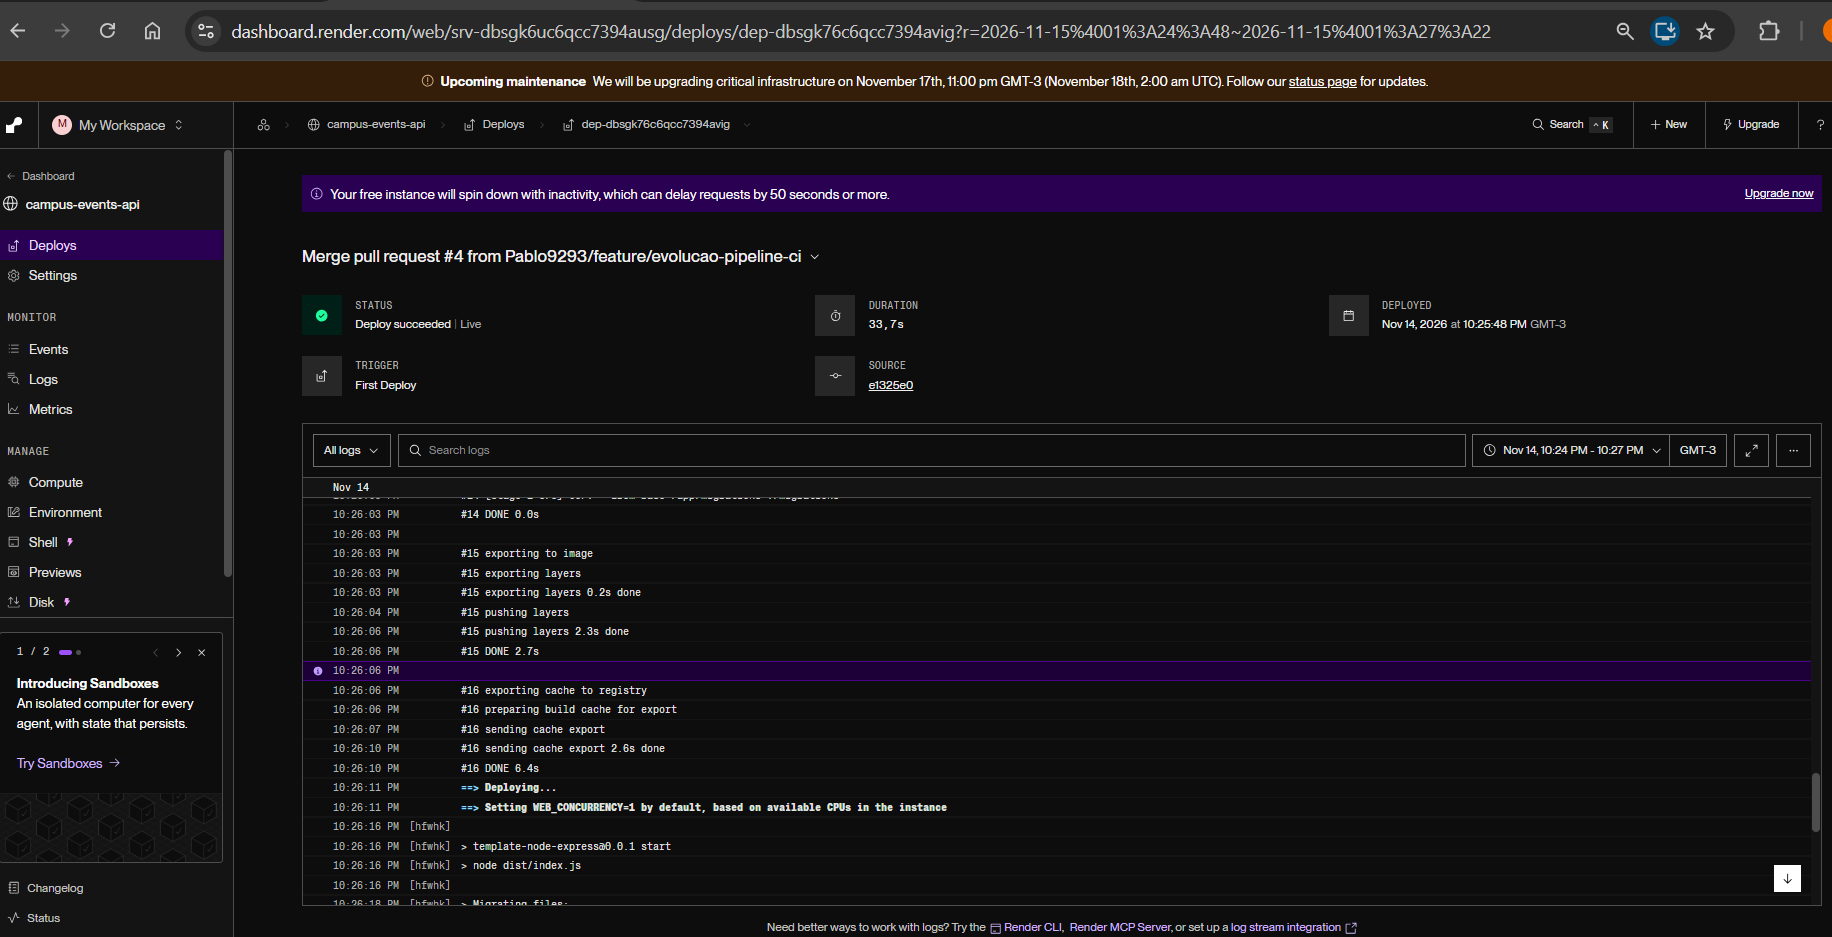 dashboard.render.com/web/srv-dbsgk6uc6qcc7394ausg/deploys/dep-dbsgk76c6qcc7394avig?r=2026-11-15%4001%3A24%3A48~2026-11-15%4001%3A27%3A22
Upcoming maintenance We will be upgrading critical infrastructure on November 17th, 11:00 pm GMT-3 (November 18th, 2:00 am UTC). Follow our status page for updates.
M My Workspace
campus-events-api
Deploys
dep-dbsgk76c6qcc7394avig
Search ^ K
+ New
Upgrade
?
← Dashboard
campus-events-api
Deploys
Settings
MONITOR
Events
Logs
Metrics
MANAGE
Compute
Environment
Shell
Previews
Disk
1 / 2
Introducing Sandboxes
An isolated computer for every
agent, with state that persists.
Try Sandboxes →
Changelog
Status
Your free instance will spin down with inactivity, which can delay requests by 50 seconds or more.
Upgrade now
Merge pull request #4 from Pablo9293/feature/evolucao-pipeline-ci
STATUS
Deploy succeeded | Live
DURATION
33,7s
DEPLOYED
Nov 14, 2026 at 10:25:48 PM GMT-3
TRIGGER
First Deploy
SOURCE
e1325e0
All logs
Search logs
Nov 14, 10:24 PM - 10:27 PM
GMT-3
...
Nov 14
10:26:03 PM #14 DONE 0.0s
10:26:03 PM
10:26:03 PM #15 exporting to image
10:26:03 PM #15 exporting layers
10:26:03 PM #15 exporting layers 0.2s done
10:26:04 PM #15 pushing layers
10:26:06 PM #15 pushing layers 2.3s done
10:26:06 PM #15 DONE 2.7s
10:26:06 PM
10:26:06 PM #16 exporting cache to registry
10:26:06 PM #16 preparing build cache for export
10:26:07 PM #16 sending cache export
10:26:10 PM #16 sending cache export 2.6s done
10:26:10 PM #16 DONE 6.4s
10:26:11 PM ==> Deploying...
10:26:11 PM ==> Setting WEB_CONCURRENCY=1 by default, based on available CPUs in the instance
10:26:16 PM [hfwhk]
10:26:16 PM [hfwhk] > template-node-express@0.0.1 start
10:26:16 PM [hfwhk] > node dist/index.js
10:26:16 PM [hfwhk]
10:26:18 PM [hfwhk] > Migrating files:
Need better ways to work with logs? Try the Render CLI, Render MCP Server, or set up a log stream integration